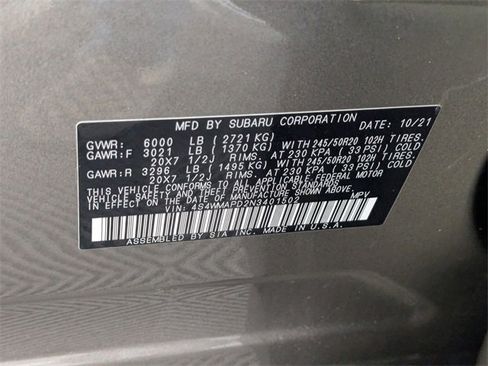 MFD BY SUBARU CORPORATION DATE: 10/21
GVWR: 6000 LB (2721 KG)
GAWR:F 3021 LB (1370 KG) WITH 245/50R20 102H TIRES.
20X7 1/2J RIMS. AT 230 KPA (33 PSI) COLD
GAWR:R 3296 LB (1495 KG) WITH 245/50R20 102H TIRES.
20X7 1/2J RIMS. AT 230 KPA (33 PSI) COLD
THIS VEHICLE CONFORMS TO ALL APPLICABLE FEDERAL MOTOR
VEHICLE SAFETY STANDARDS IN EFFECT ON THE DATE OF
MANUFACTURE SHOWN ABOVE.
VIN: 4S4WMAPD2N3401502 MPV
ASSEMBLED BY SIA INC. MADE IN U.S.A.